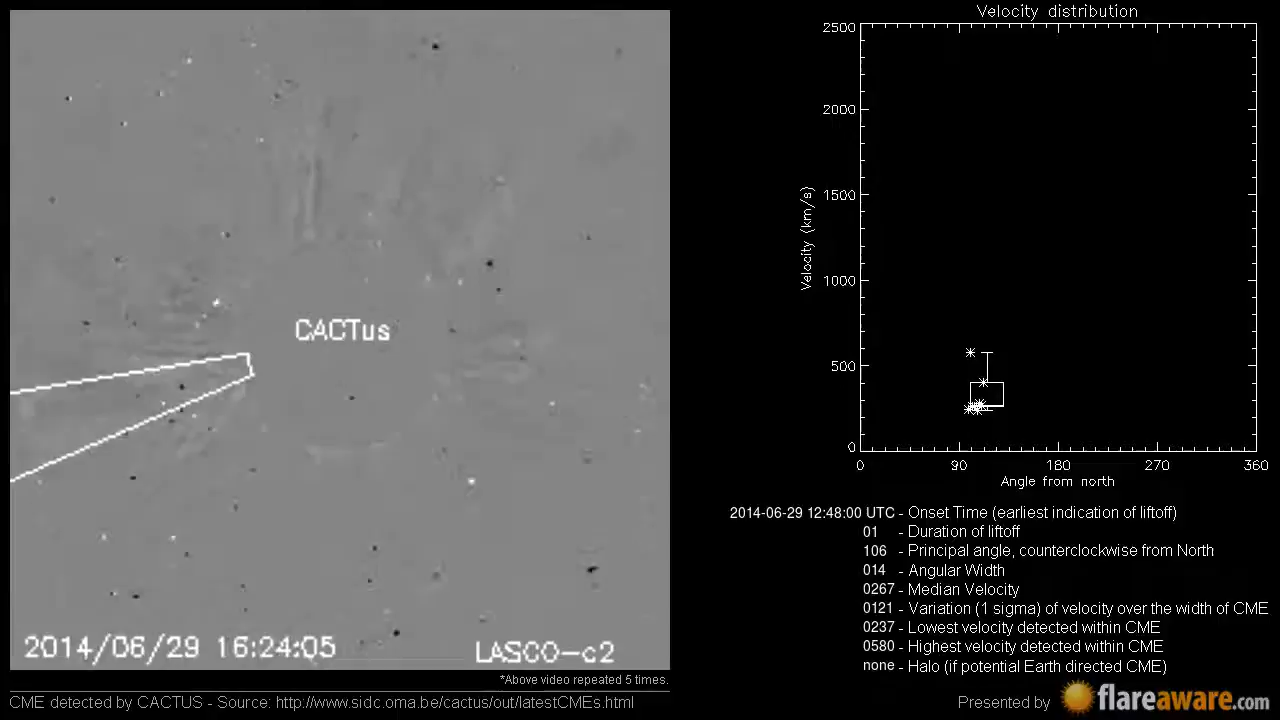 CACTus
2014/06/29 16:24:05
LASCO-c2
*Above video repeated 5 times.
CME detected by CACTUS - Source: http://www.sidc.oma.be/cactus/out/latestCMEs.html
Velocity distribution
2500
2000
1500
1000
500
0
Velocity (km/s)
0 90 180 270 360
Angle from north
2014-06-29 12:48:00 UTC - Onset Time (earliest indication of liftoff)
01 - Duration of liftoff
106 - Principal angle, counterclockwise from North
014 - Angular Width
0267 - Median Velocity
0121 - Variation (1 sigma) of velocity over the width of CME
0237 - Lowest velocity detected within CME
0580 - Highest velocity detected within CME
none - Halo (if potential Earth directed CME)
Presented by flareaware.com